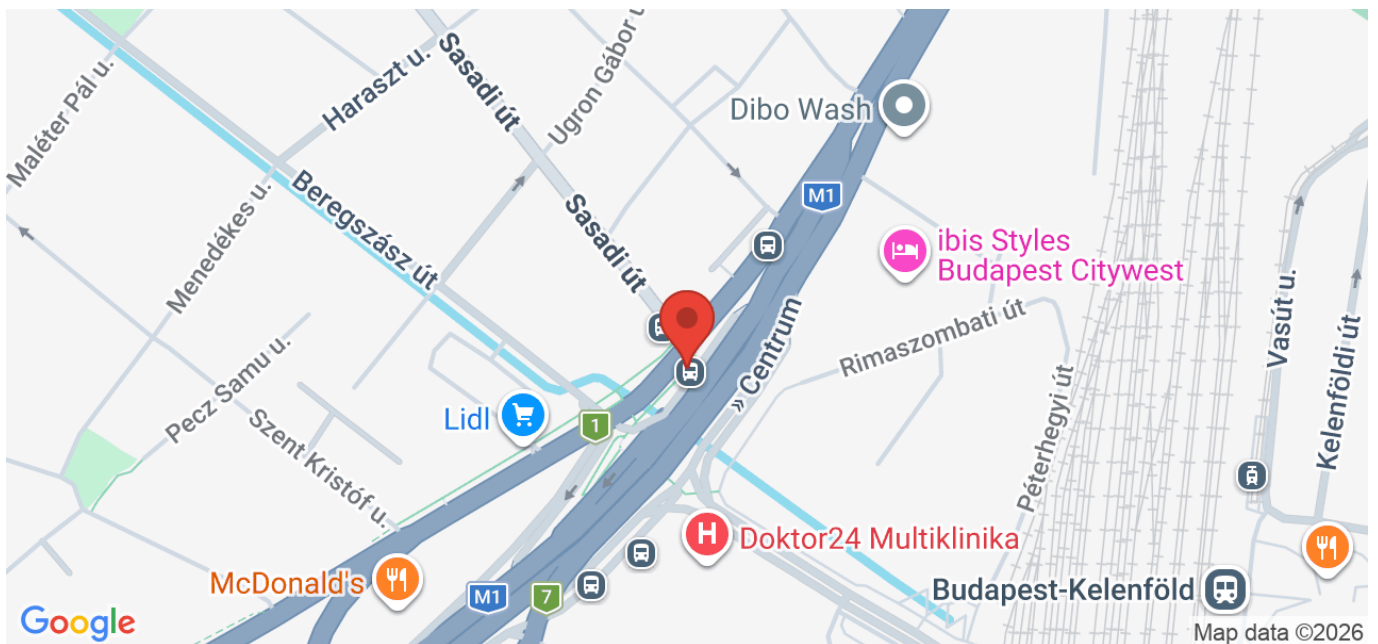 Maléter Pál u.
Haraszt u.
Sasadi út
Ugron Gábor u
Dibo Wash
M1
Menedékes u.
Beregszász út
Sasadi út
ibis Styles
Budapest Citywest
Rimaszombati út
» Centrum
Vasút u.
Kelenföldi út
Pecz Samu u.
Szent Kristóf u.
Lidl
1
Péterhegyi út
H
Doktor24 Multiklinika
McDonald's
M1
7
Budapest-Kelenföld
Google
Map data ©2026